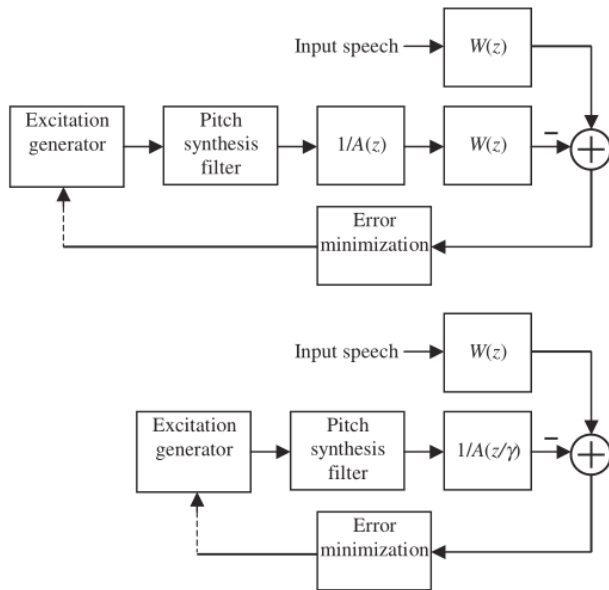 Input speech
W(z)
Excitation
generator
Pitch
synthesis
filter
1/A(z)
W(z)
−
+
Error
minimization
Input speech
W(z)
Excitation
generator
Pitch
synthesis
filter
1/A(z/γ)
−
+
Error
minimization